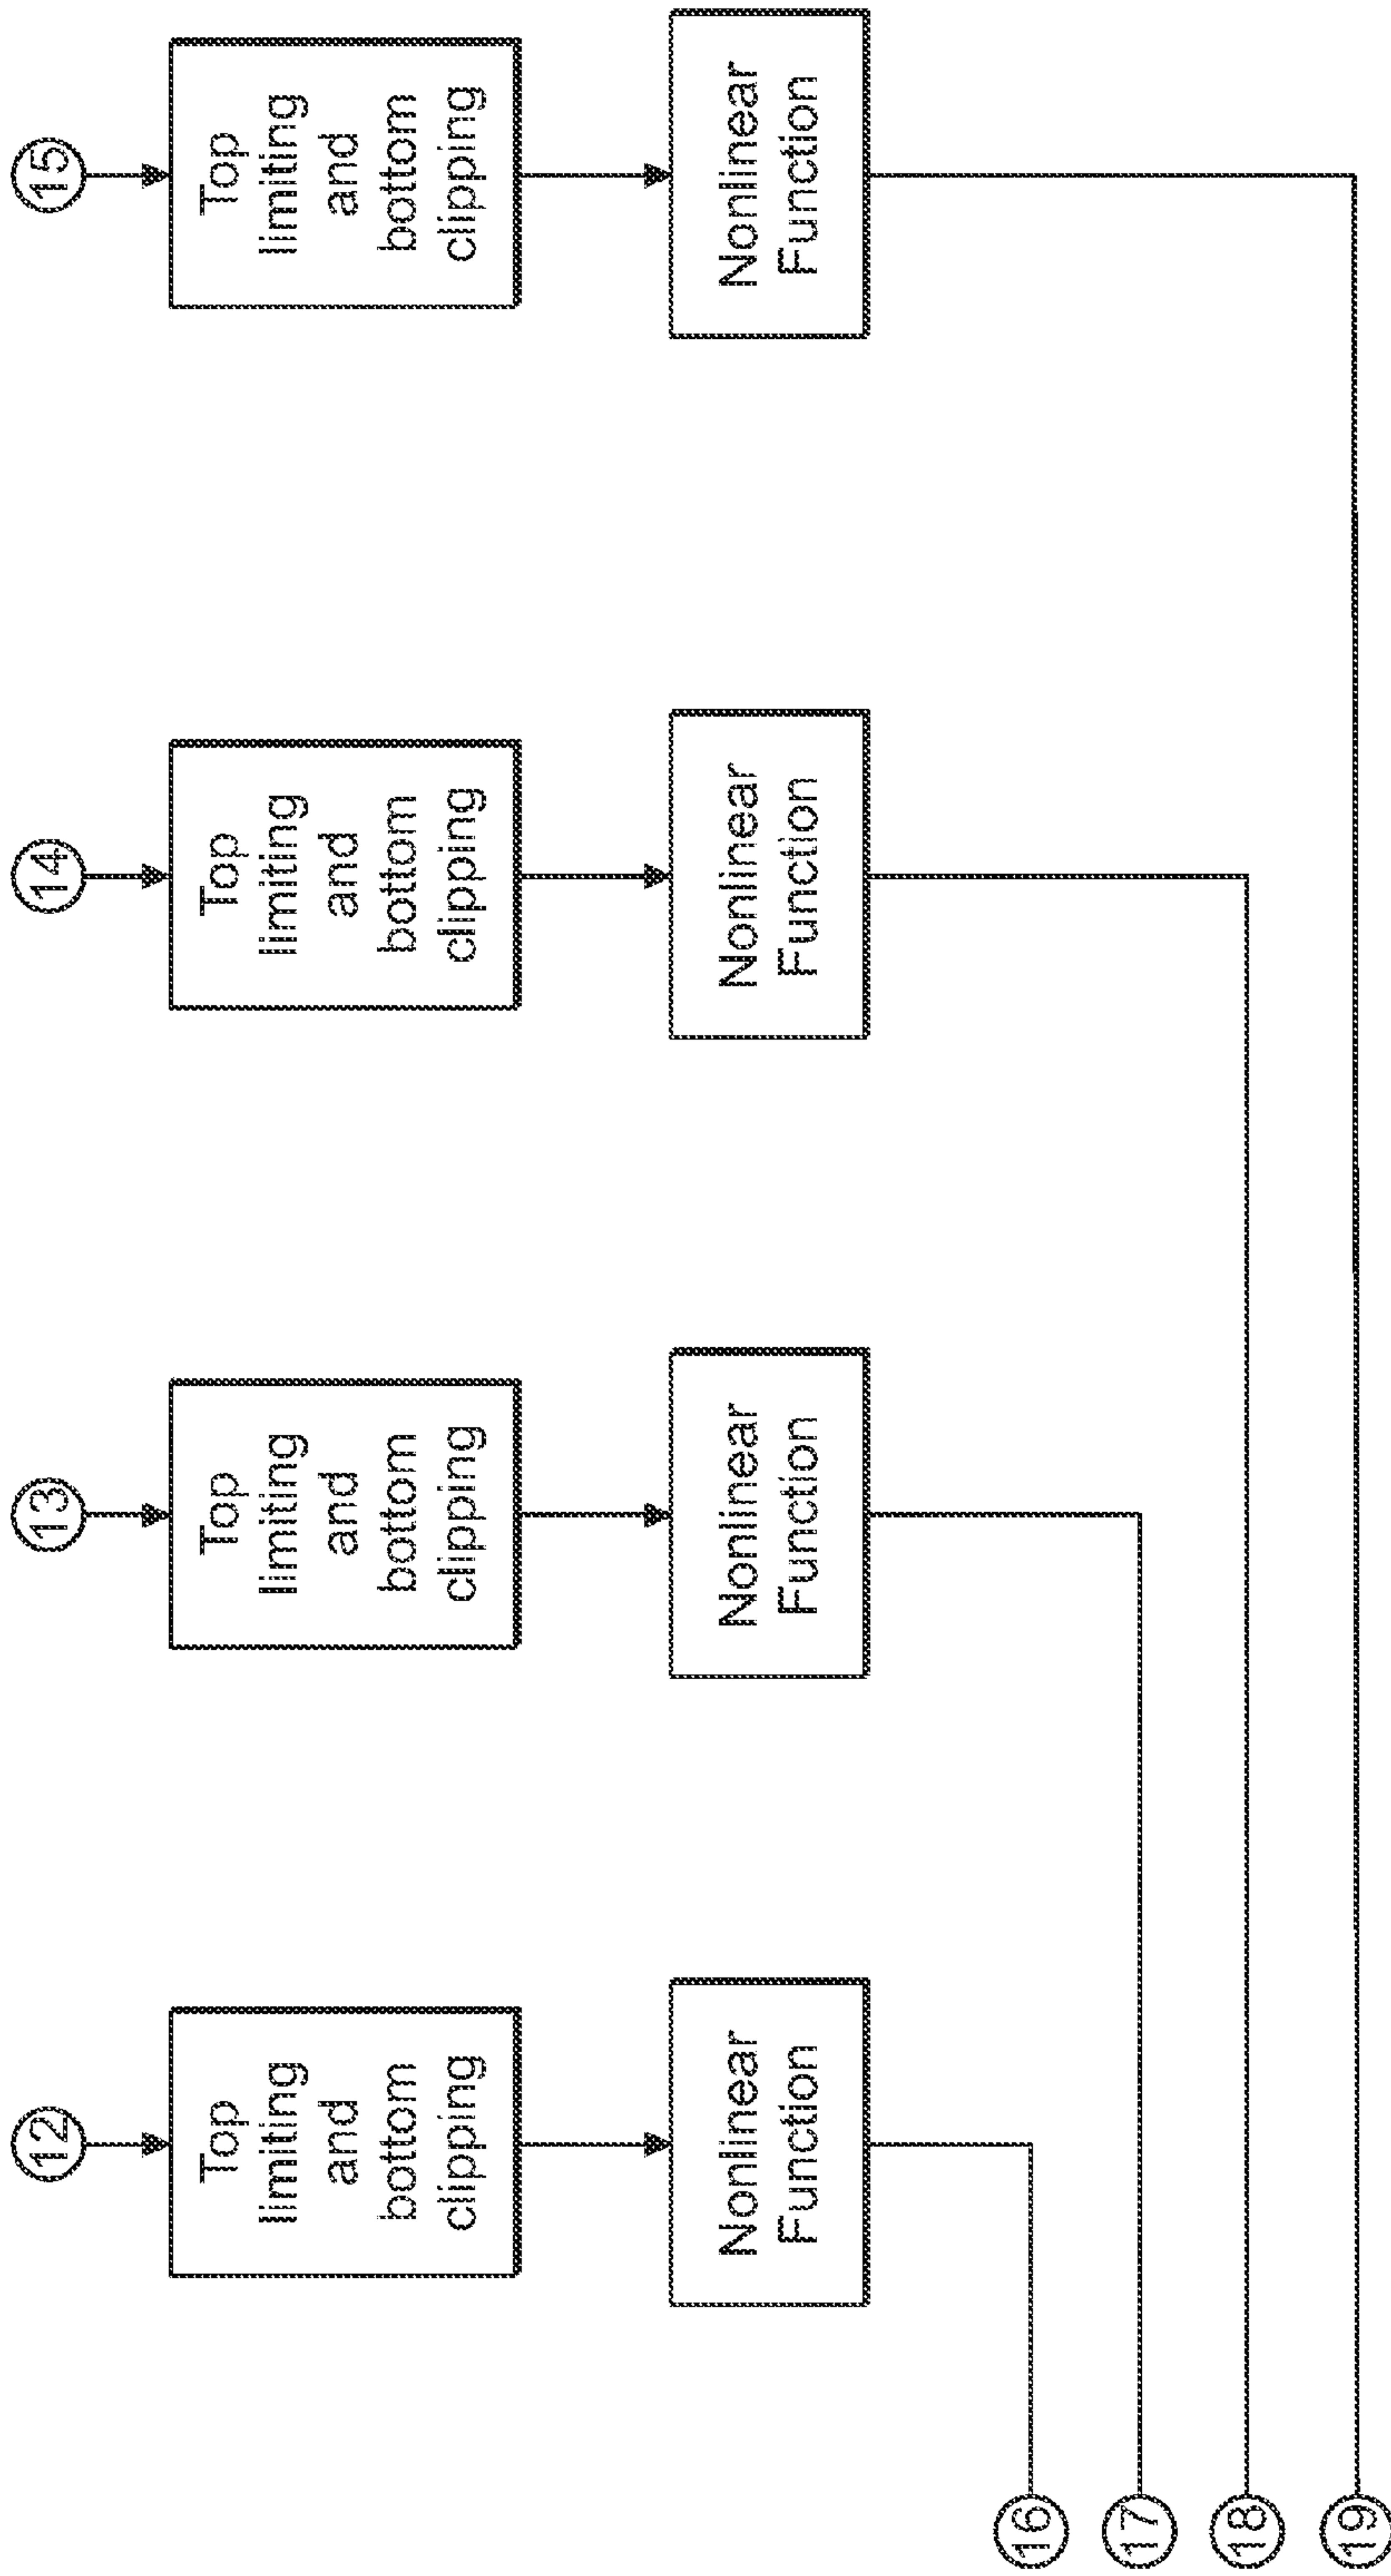 12
Top
limiting
and
bottom
clipping
Nonlinear
Function
13
Top
limiting
and
bottom
clipping
Nonlinear
Function
14
Top
limiting
and
bottom
clipping
Nonlinear
Function
15
Top
limiting
and
bottom
clipping
Nonlinear
Function
16
17
18
19